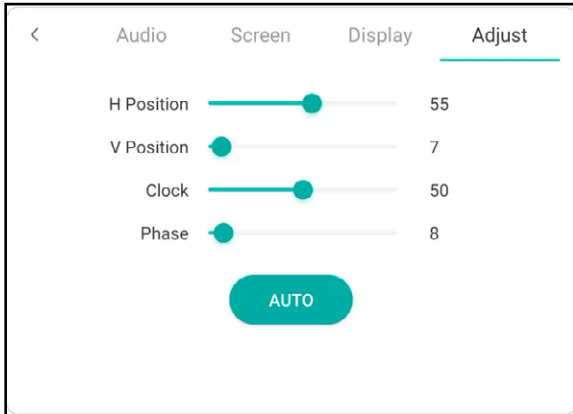 Audio Screen Display Adjust
H Position 55
V Position 7
Clock 50
Phase 8
AUTO